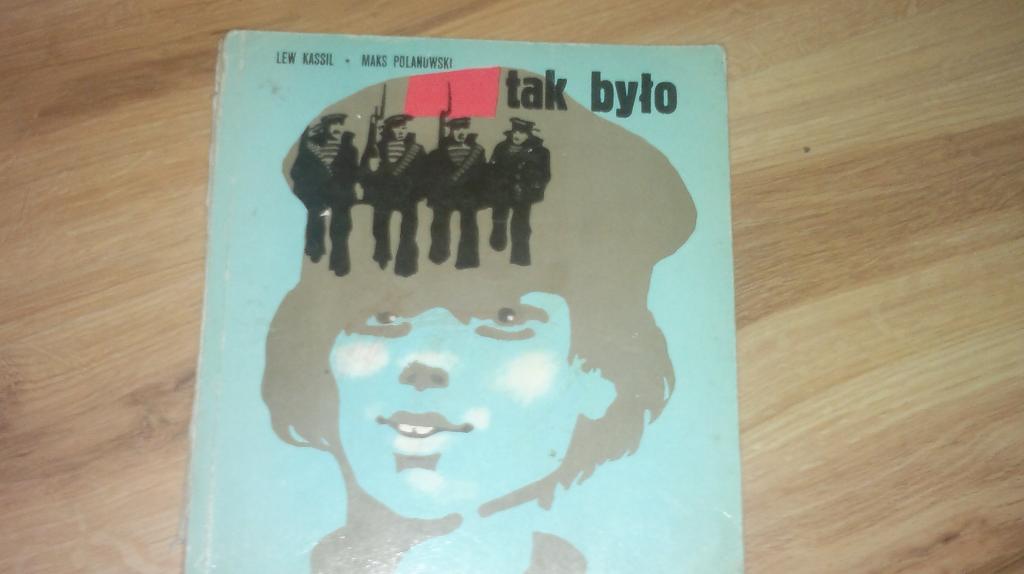 LEW KASSIL • MAKS POLANOWSKI
tak było